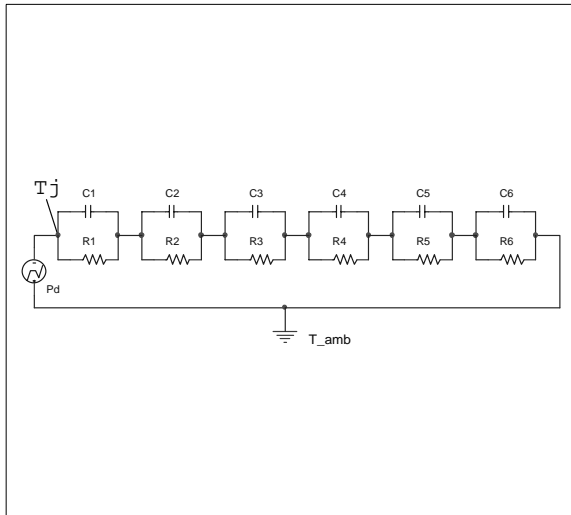 C1 C2 C3 C4 C5 C6
Tj
R1 R2 R3 R4 R5 R6
Pd
T_amb